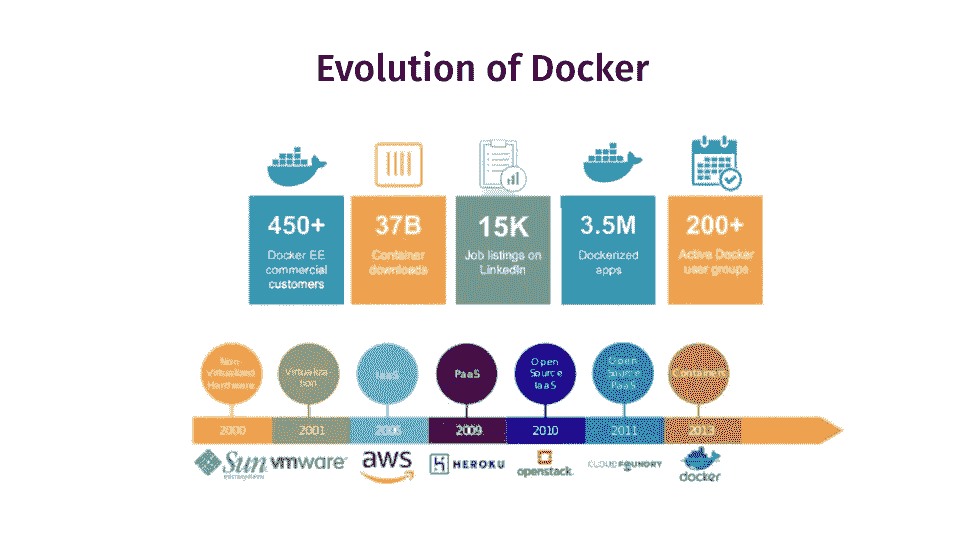 Evolution of Docker
450+
Docker EE
commercial
customers
37B
Container
downloads
15K
Job listings on
LinkedIn
3.5M
Dockerized
apps
200+
Active Docker
user groups
Non
Virtualized
Hardware
Virtualiza
tion
IaaS
PaaS
Open
Source
IaaS
Open
Source
PaaS
Containers
2000
2001
2006
2009
2010
2011
2013
Sun
vmware
aws
HEROKU
openstack
CLOUD FOUNDRY
docker